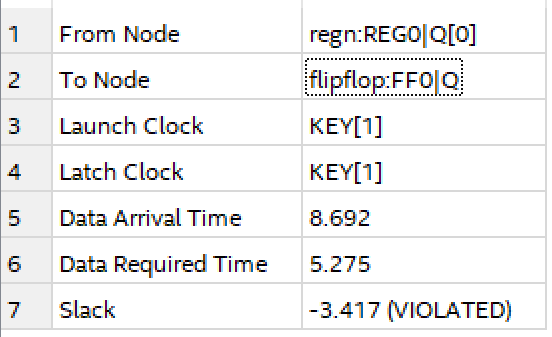 1 From Node regn:REG0|Q[0]
2 To Node flipflop:FF0|Q
3 Launch Clock KEY[1]
4 Latch Clock KEY[1]
5 Data Arrival Time 8.692
6 Data Required Time 5.275
7 Slack -3.417 (VIOLATED)